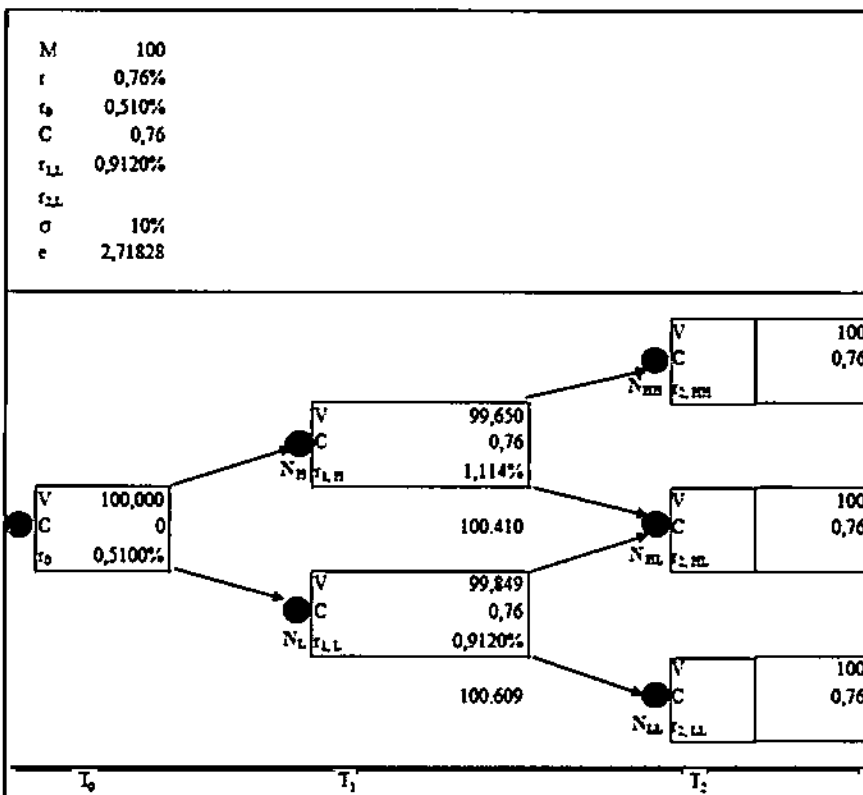 M 100
r 0,76%
r₀ 0,510%
C 0,76
r₁,L 0,9120%
r₂,L
σ 10%
e 2,71828
V 100
C 0,76
N_HH r₂, HH
V 99,650
C 0,76
N_H r₁, H 1,114%
V 100,000
C 0
r₀ 0,5100%
100.410
V 100
C 0,76
N_HL r₂, HL
V 99,849
C 0,76
N_L r₁, L 0,9120%
100.609
V 100
C 0,76
N_LL r₂, LL
T₀ T₁ T₂